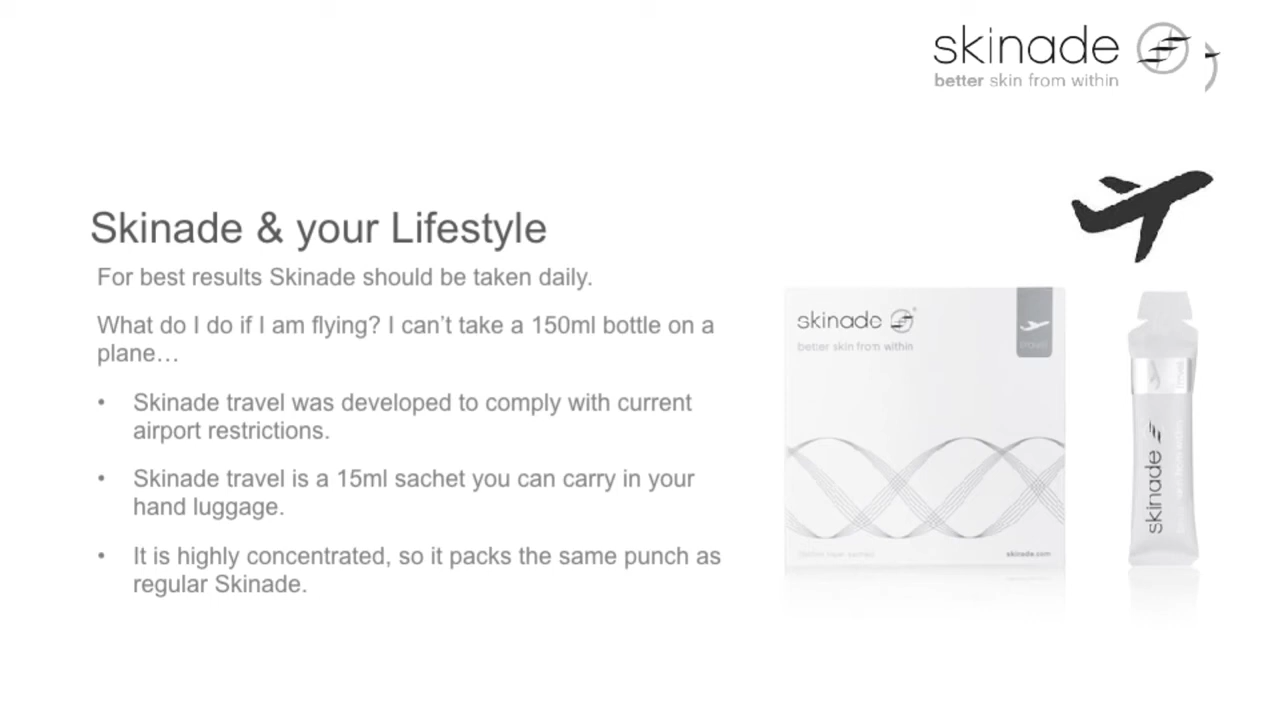 skinade
better skin from within
Skinade & your Lifestyle
For best results Skinade should be taken daily.
What do I do if I am flying? I can’t take a 150ml bottle on a
plane…
• Skinade travel was developed to comply with current
airport restrictions.
• Skinade travel is a 15ml sachet you can carry in your
hand luggage.
• It is highly concentrated, so it packs the same punch as
regular Skinade.
skinade
better skin from within
travel
skinade.com
skinade